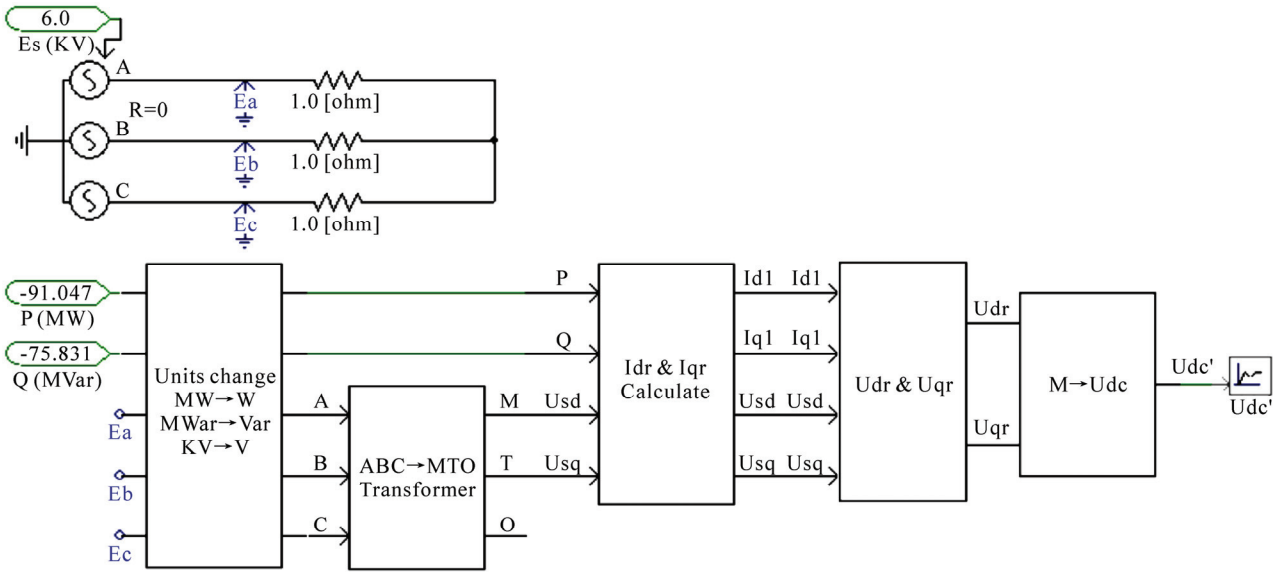 6.0
Es (KV)
A
R=0
Ea
1.0 [ohm]
B
Eb
1.0 [ohm]
C
Ec
1.0 [ohm]
-91.047
P (MW)
-75.831
Q (MVar)
Ea
Eb
Ec
Units change
MW→W
MWar→Var
KV→V
A
B
C
ABC→MTO
Transformer
M
T
O
P
Q
Usd
Usq
Idr & Iqr
Calculate
Id1 Id1
Iq1 Iq1
Usd Usd
Usq Usq
Udr & Uqr
Udr
Uqr
M→Udc
Udc'
Udc'